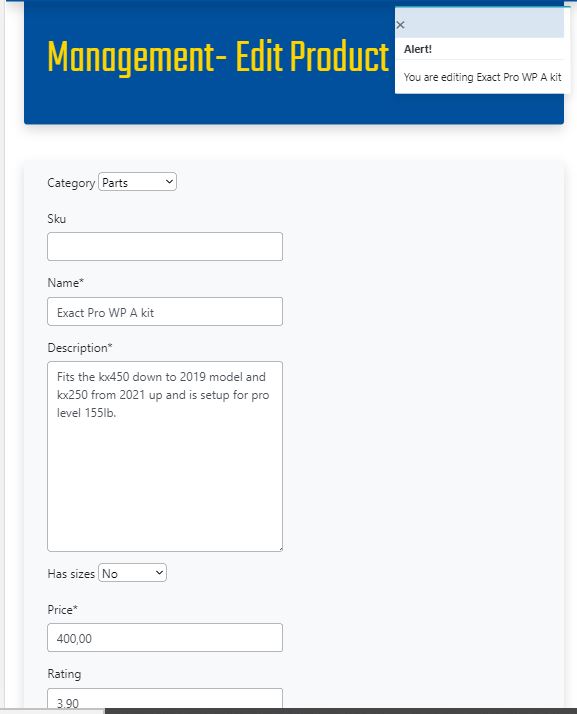 Management- Edit Product
×
Alert!
You are editing Exact Pro WP A kit
Category Parts
Sku
Name*
Exact Pro WP A kit
Description*
Fits the kx450 down to 2019 model and
kx250 from 2021 up and is setup for pro
level 155lb.
Has sizes No
Price*
400,00
Rating
3,90